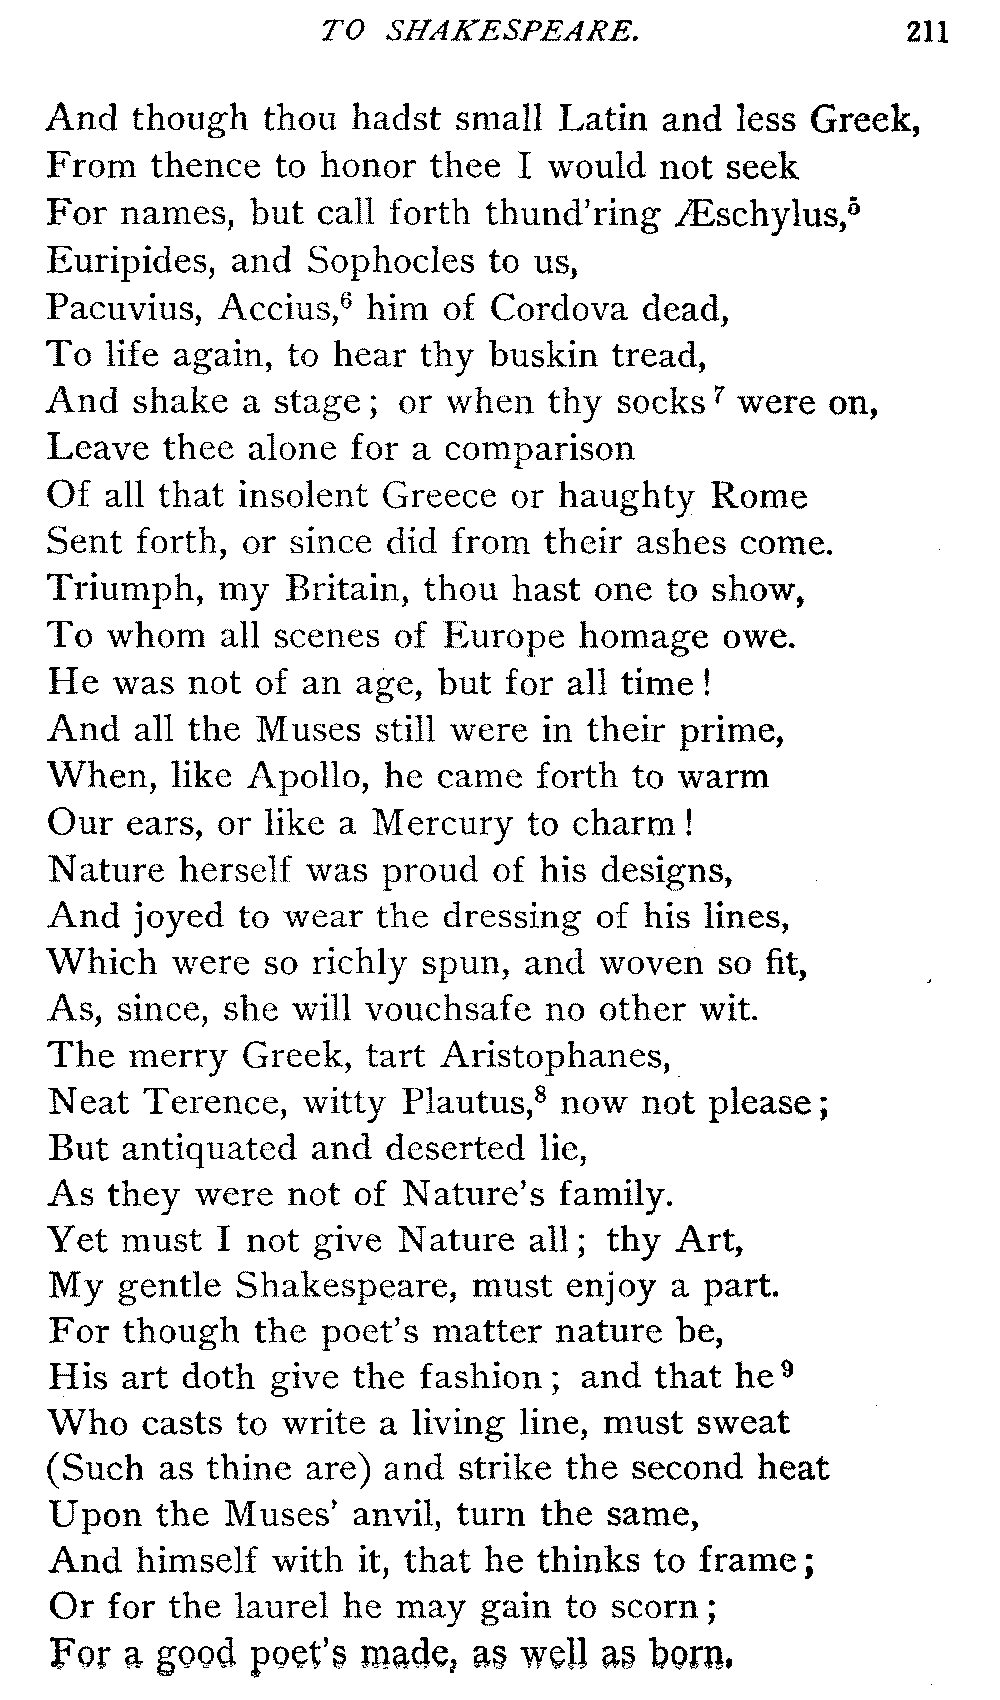 TO SHAKESPEARE. 211
And though thou hadst small Latin and less Greek,
From thence to honor thee I would not seek
For names, but call forth thund'ring Æschylus,⁵
Euripides, and Sophocles to us,
Pacuvius, Accius,⁶ him of Cordova dead,
To life again, to hear thy buskin tread,
And shake a stage; or when thy socks⁷ were on,
Leave thee alone for a comparison
Of all that insolent Greece or haughty Rome
Sent forth, or since did from their ashes come.
Triumph, my Britain, thou hast one to show,
To whom all scenes of Europe homage owe.
He was not of an age, but for all time!
And all the Muses still were in their prime,
When, like Apollo, he came forth to warm
Our ears, or like a Mercury to charm!
Nature herself was proud of his designs,
And joyed to wear the dressing of his lines,
Which were so richly spun, and woven so fit,
As, since, she will vouchsafe no other wit.
The merry Greek, tart Aristophanes,
Neat Terence, witty Plautus,⁸ now not please;
But antiquated and deserted lie,
As they were not of Nature's family.
Yet must I not give Nature all; thy Art,
My gentle Shakespeare, must enjoy a part.
For though the poet's matter nature be,
His art doth give the fashion; and that he⁹
Who casts to write a living line, must sweat
(Such as thine are) and strike the second heat
Upon the Muses' anvil, turn the same,
And himself with it, that he thinks to frame;
Or for the laurel he may gain to scorn;
For a good poet's made, as well as born.